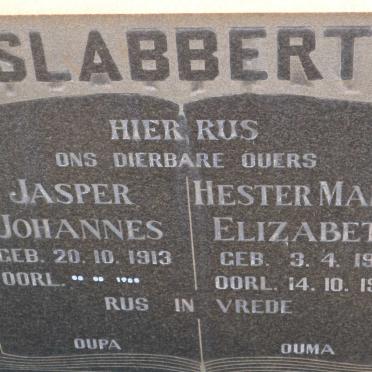 SLABBERT
HIER RUS
ONS DIERBARE OUERS
JASPER
JOHANNES
GEB. 20. 10. 1913
OORL.
HESTER
ELIZABET
GEB. 3. 4. 19
OORL. 14. 10. 19
RUS IN VREDE
OUPA
OUMA